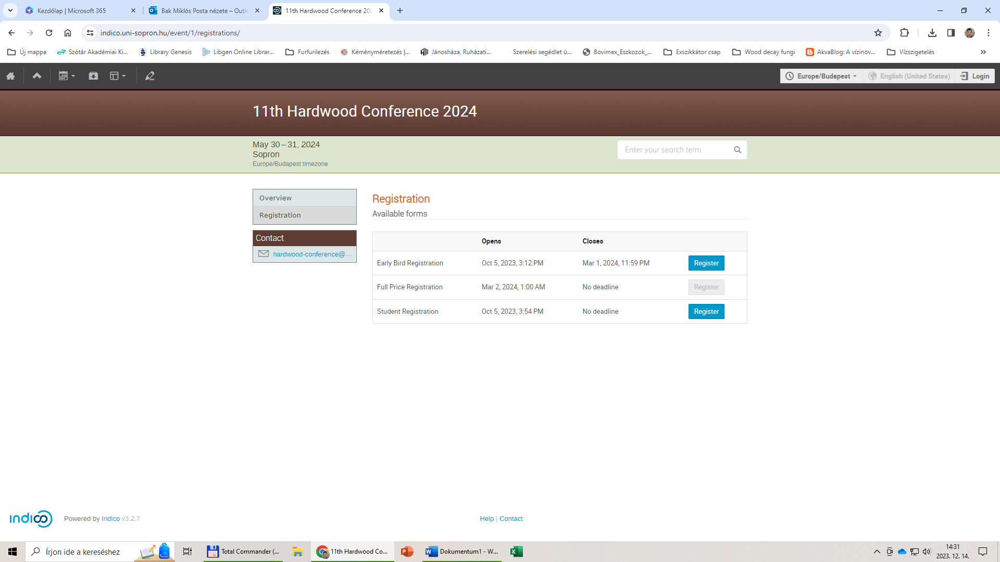 Kezdőlap | Microsoft 365
Bak Miklós Posta nézete – Outlo
11th Hardwood Conference 202
indico.uni-sopron.hu/event/1/registrations/
Új mappa
Szótár Akadémiai Ki...
Library Genesis
Libgen Online Librar...
Furfurilezés
Kéményméretezés |...
Jánosháza, Ruházati...
Szerelési segédlet ü...
Bovimex_Eszkozok_...
Exszikkátor csap
Wood decay fungi
AkvaBlog: A vízinöv...
Vízszigetelés
Europe/Budapest
English (United States)
Login
11th Hardwood Conference 2024
May 30 – 31, 2024
Sopron
Europe/Budapest timezone
Enter your search term
Overview
Registration
Contact
hardwood-conference@...
Registration
Available forms
Opens Closes
Early Bird Registration Oct 5, 2023, 3:12 PM Mar 1, 2024, 11:59 PM Register
Full Price Registration Mar 2, 2024, 1:00 AM No deadline Register
Student Registration Oct 5, 2023, 3:54 PM No deadline Register
indico
Powered by Indico v3.2.7
Help | Contact
Írjon ide a kereséshez
Total Commander (...
11th Hardwood Co...
Dokumentum1 - W...
14:31
2023. 12. 14.